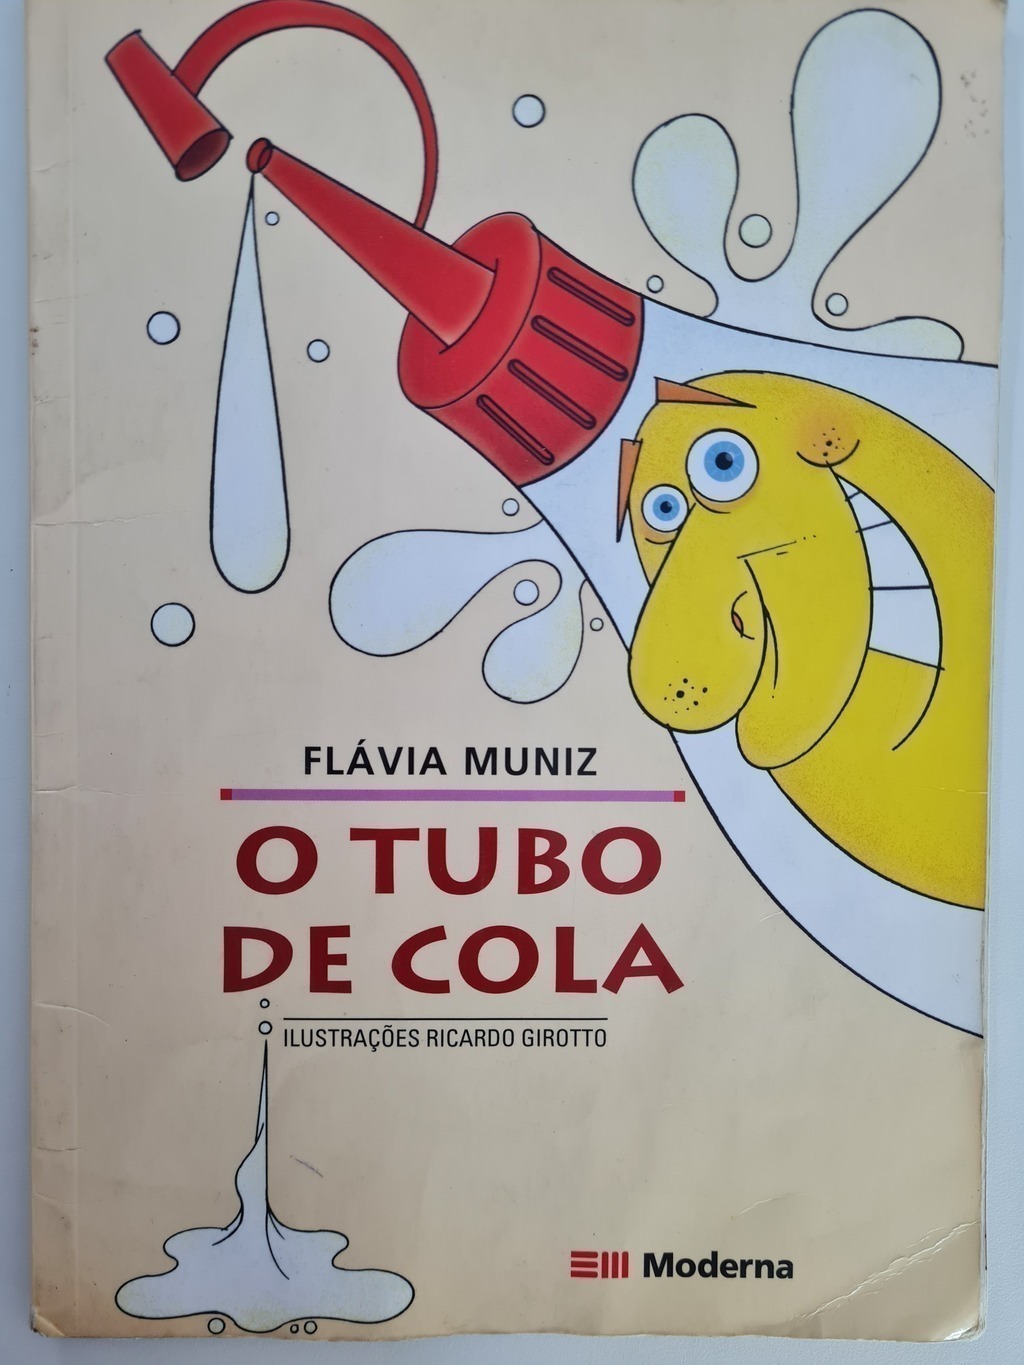 FLÁVIA MUNIZ
O TUBO
DE COLA
ILUSTRAÇÕES RICARDO GIROTTO
Moderna